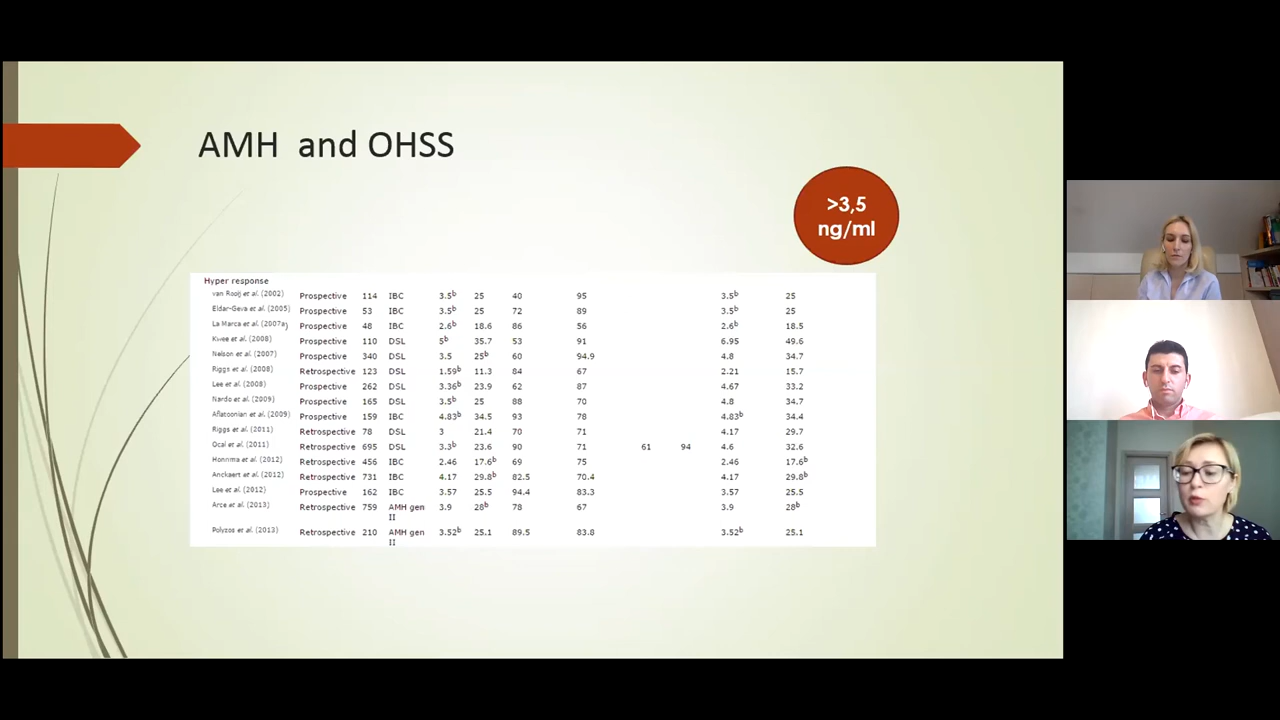 AMH and OHSS
>3,5
ng/ml
Hyper response
van Rooij et al. (2002) Prospective 114 IBC 3.5b 25 40 95 3.5b 25
Eldar-Geva et al. (2005) Prospective 53 IBC 3.5b 25 72 89 3.5b 25
La Marca et al. (2007a) Prospective 48 IBC 2.6b 18.6 86 56 2.6b 18.5
Kwee et al. (2008) Prospective 110 DSL 5b 35.7 53 91 6.95 49.6
Nelson et al. (2007) Prospective 340 DSL 3.5 25b 60 94.9 4.8 34.7
Riggs et al. (2008) Retrospective 123 DSL 1.59b 11.3 84 67 2.21 15.7
Lee et al. (2008) Prospective 262 DSL 3.36b 23.9 62 87 4.67 33.2
Nardo et al. (2009) Prospective 165 DSL 3.5b 25 88 70 4.8 34.7
Aflatoonian et al. (2009) Prospective 159 IBC 4.83b 34.5 93 78 4.83b 34.4
Riggs et al. (2011) Retrospective 78 DSL 3 21.4 70 71 4.17 29.7
Ocal et al. (2011) Retrospective 695 DSL 3.3b 23.6 90 71 61 94 4.6 32.6
Honnma et al. (2012) Retrospective 456 IBC 2.46 17.6b 69 75 2.46 17.6b
Anckaert et al. (2012) Retrospective 731 IBC 4.17 29.8b 82.5 70.4 4.17 29.8b
Lee et al. (2012) Prospective 162 IBC 3.57 25.5 94.4 83.3 3.57 25.5
Arce et al. (2013) Retrospective 759 AMH gen 3.9 28b 78 67 3.9 28b
II
Polyzos et al. (2013) Retrospective 210 AMH gen 3.52b 25.1 89.5 83.8 3.52b 25.1
II